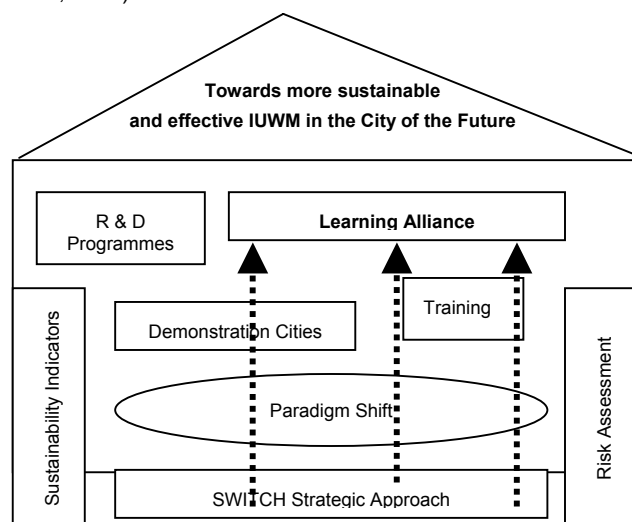 Towards more sustainable
and effective IUWM in the City of the Future
R & D
Programmes
Learning Alliance
Demonstration Cities
Training
Sustainability Indicators
Paradigm Shift
Risk Assessment
SWITCH Strategic Approach